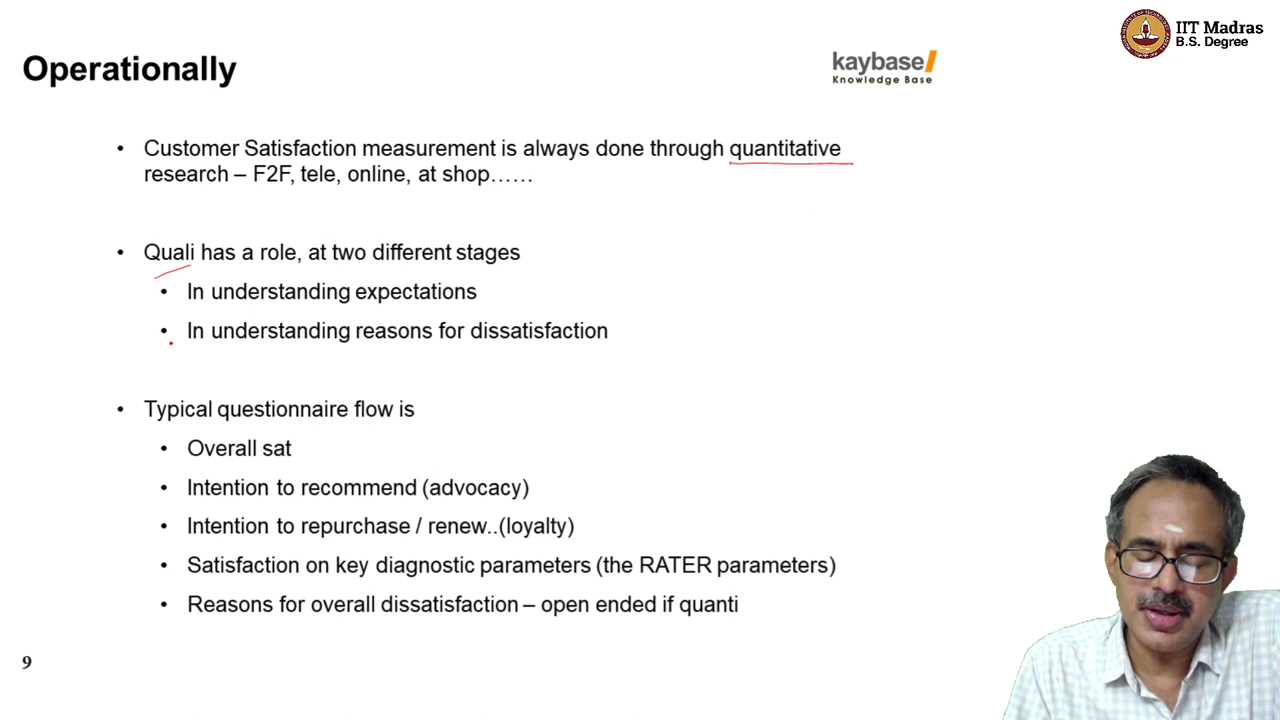 IIT Madras
B.S. Degree
kaybase/
Knowledge Base
Operationally
• Customer Satisfaction measurement is always done through quantitative
research – F2F, tele, online, at shop……
• Quali has a role, at two different stages
• In understanding expectations
• In understanding reasons for dissatisfaction
• Typical questionnaire flow is
• Overall sat
• Intention to recommend (advocacy)
• Intention to repurchase / renew..(loyalty)
• Satisfaction on key diagnostic parameters (the RATER parameters)
• Reasons for overall dissatisfaction – open ended if quanti
9